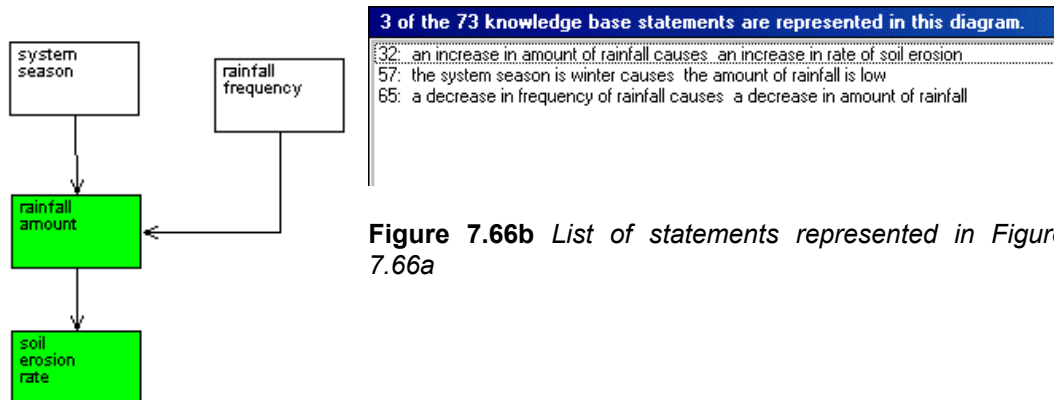 system
season
rainfall
frequency
rainfall
amount
soil
erosion
rate
3 of the 73 knowledge base statements are represented in this diagram.
32: an increase in amount of rainfall causes an increase in rate of soil erosion
57: the system season is winter causes the amount of rainfall is low
65: a decrease in frequency of rainfall causes a decrease in amount of rainfall
Figure 7.66b List of statements represented in Figure
7.66a